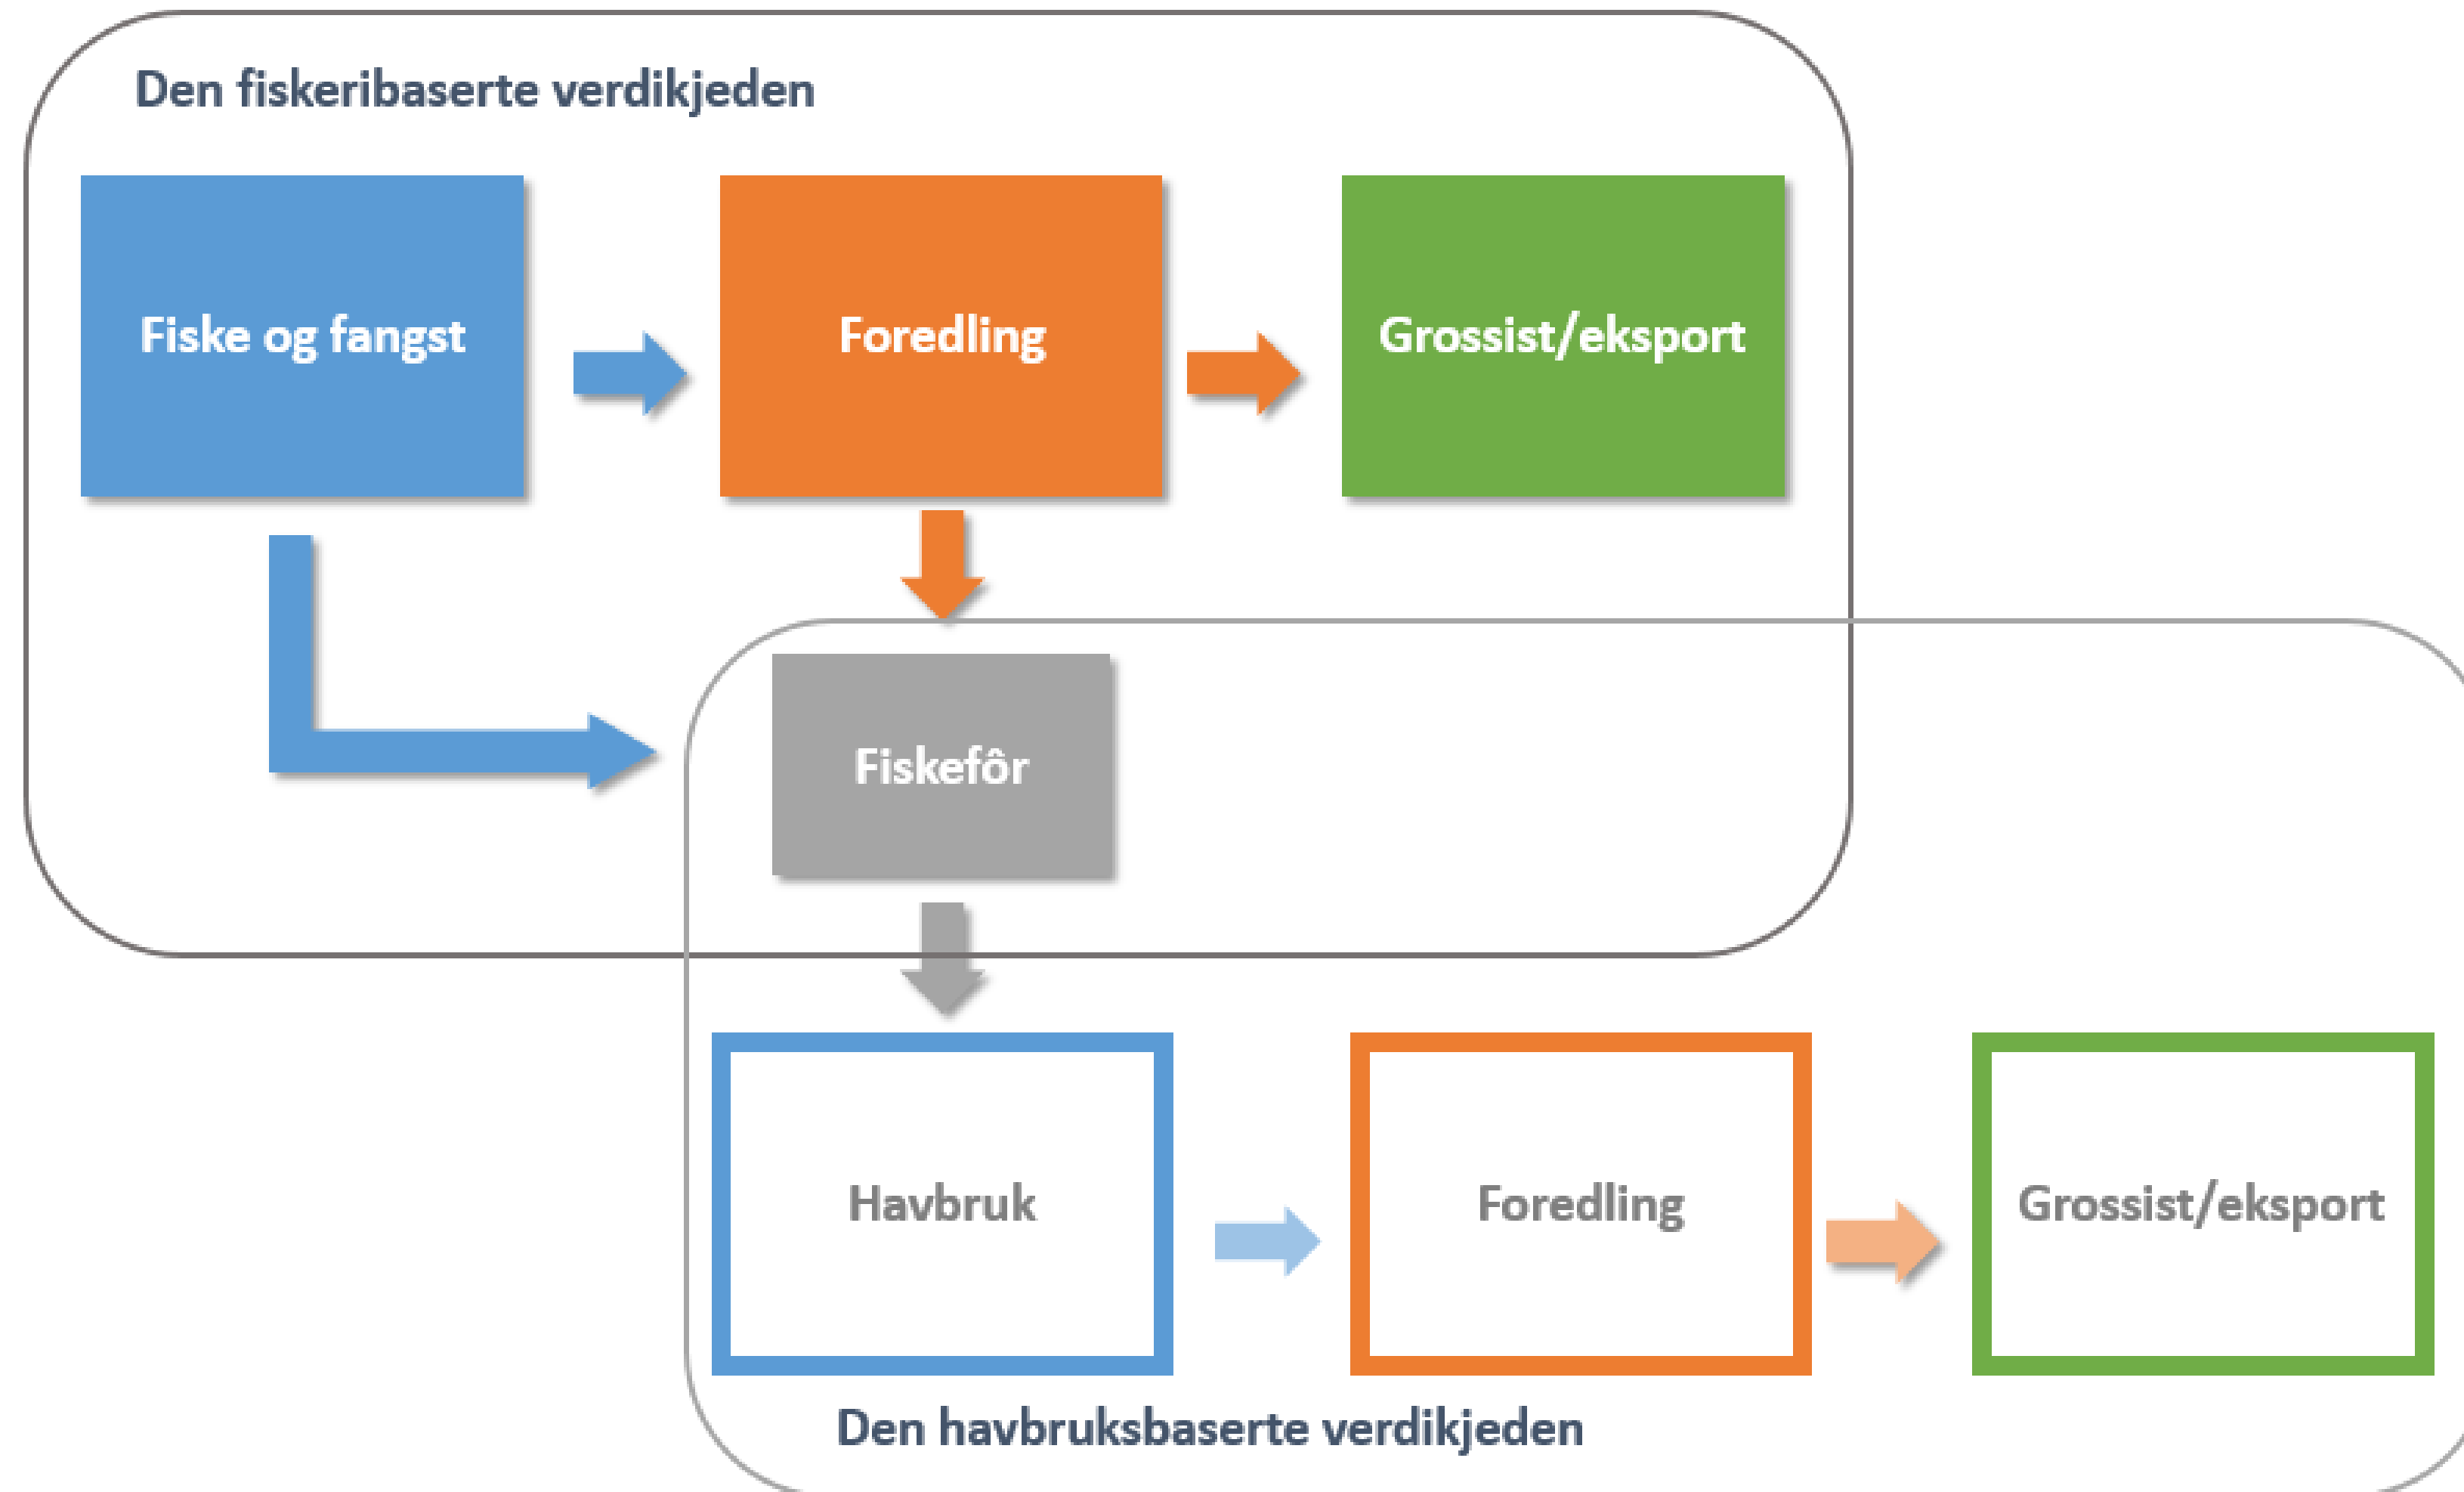 Den fiskeribaserte verdikjeden
Fiske og fangst
Foredling
Grossist/eksport
Fiskefôr
Havbruk
Foredling
Grossist/eksport
Den havbruksbaserte verdikjeden